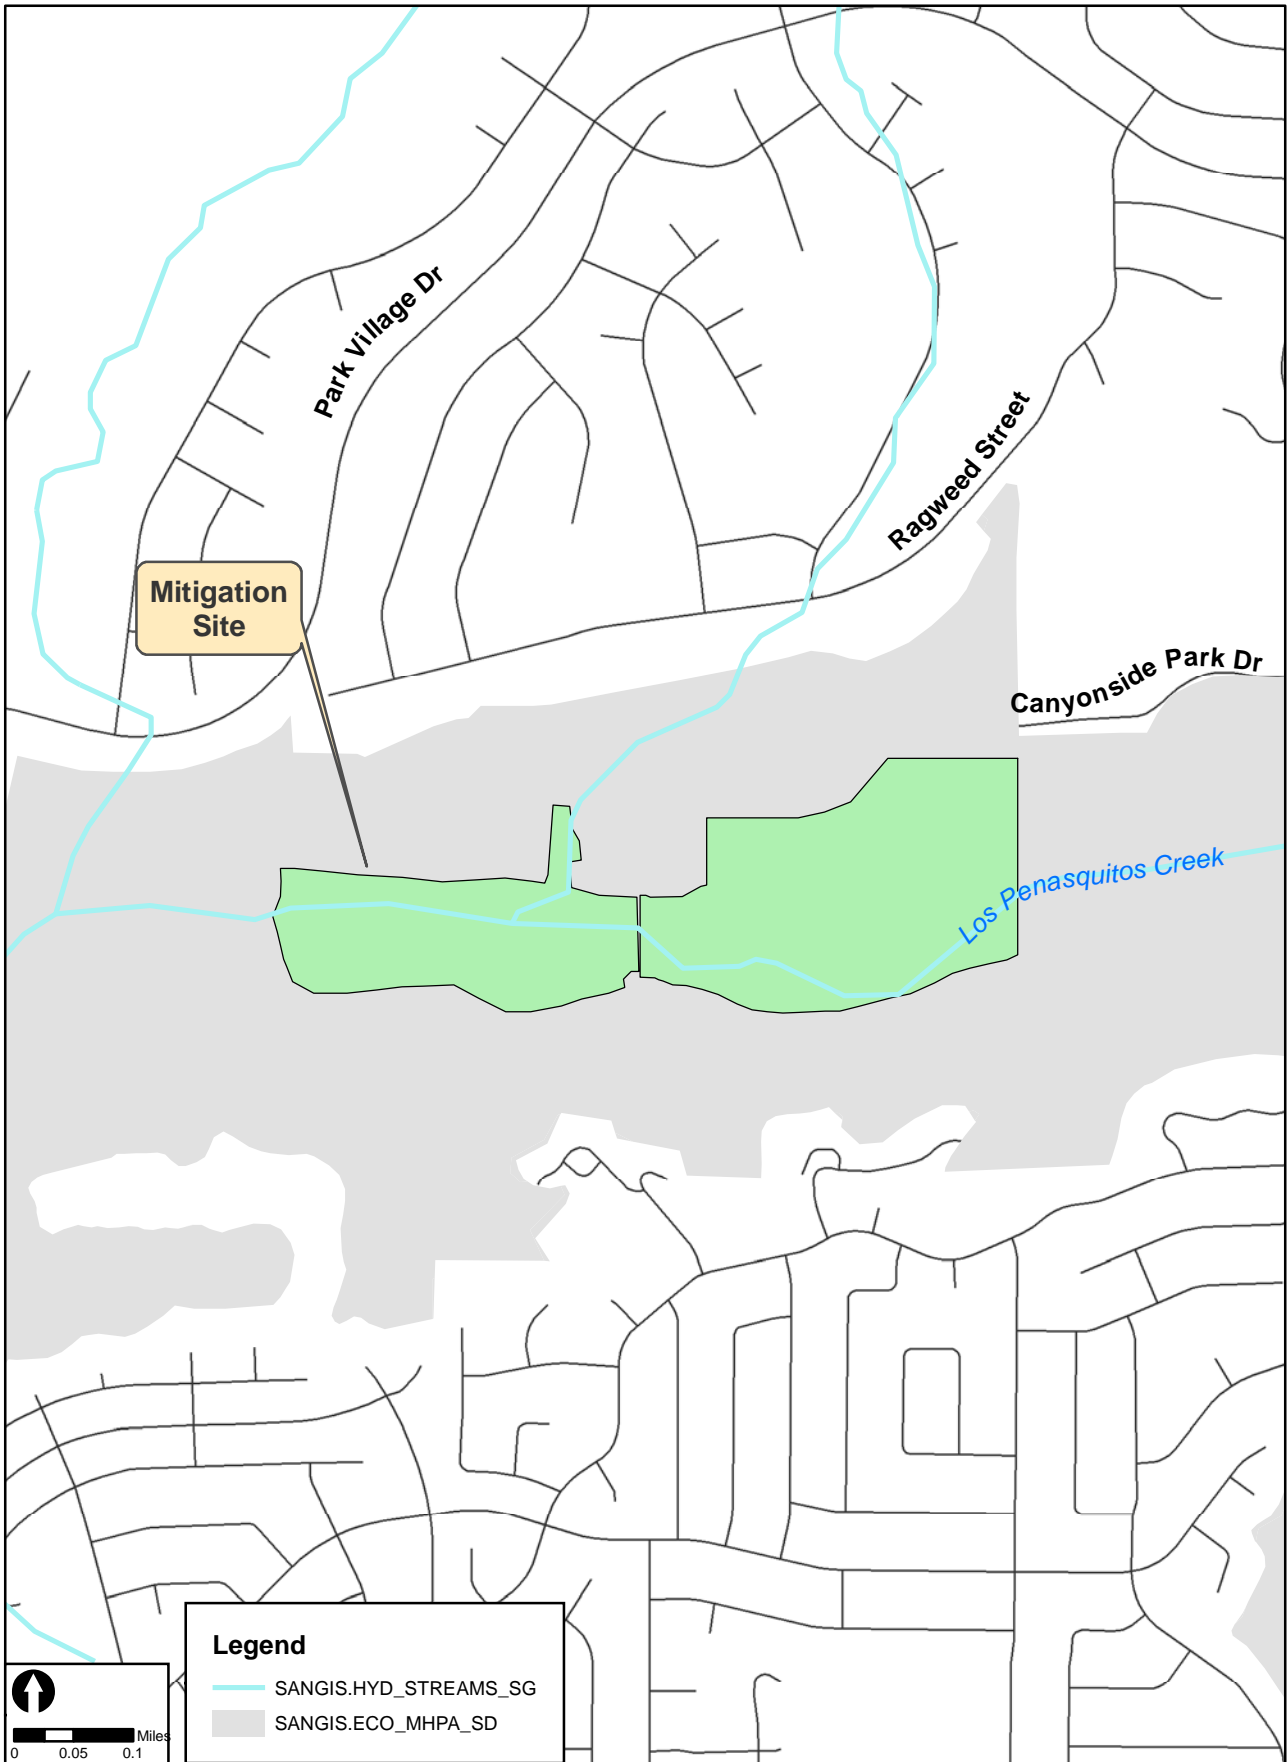 Park Village Dr
Ragweed Street
Mitigation
Site
Canyonside Park Dr
Los Penasquitos Creek
Legend
SANGIS.HYD_STREAMS_SG
SANGIS.ECO_MHPA_SD
Miles
0 0.05 0.1